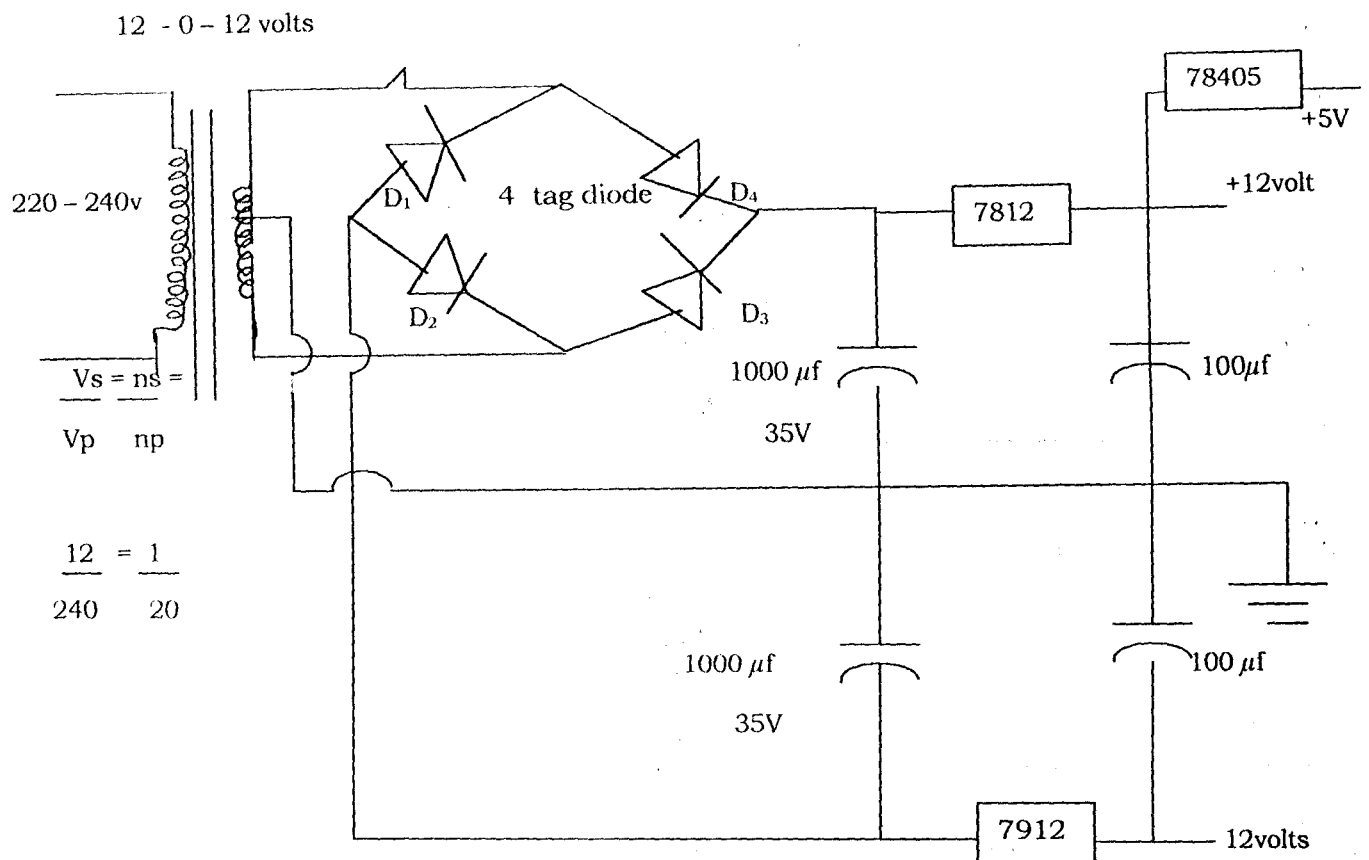 12 - 0 – 12 volts
78405
+5V
220 – 240v
D₁
4 tag diode
D₄
+12volt
7812
D₂
D₃
Vs = ns =
Vp np
1000 μf
35V
100μf
12 = 1
240 20
1000 μf
35V
100 μf
7912
12volts